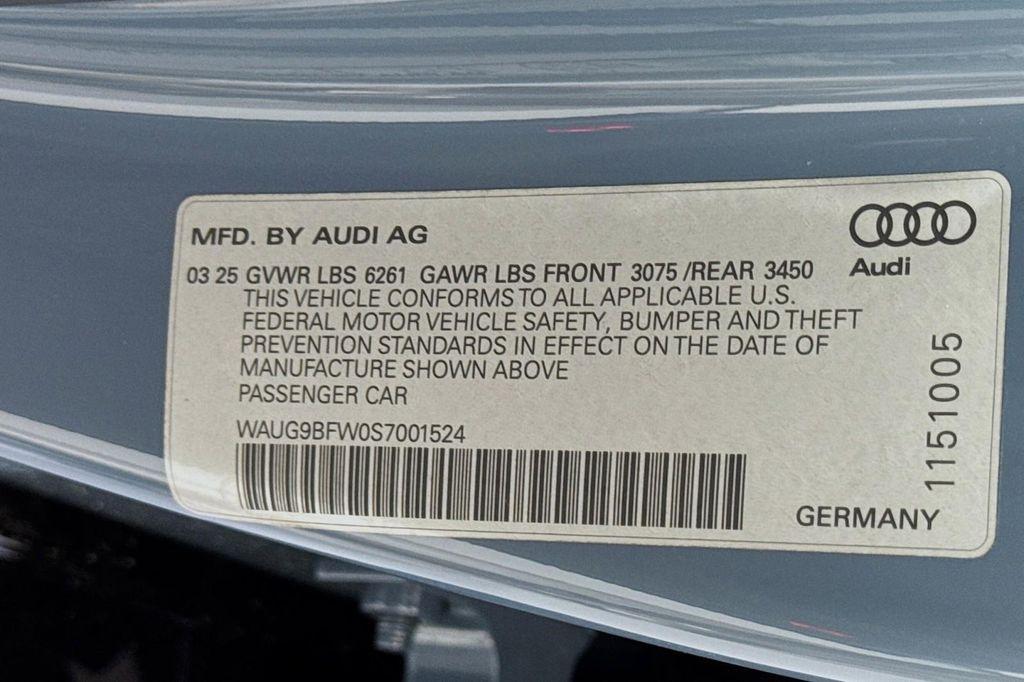 MFD. BY AUDI AG
Audi
03 25 GVWR LBS 6261 GAWR LBS FRONT 3075 /REAR 3450
THIS VEHICLE CONFORMS TO ALL APPLICABLE U.S.
FEDERAL MOTOR VEHICLE SAFETY, BUMPER AND THEFT
PREVENTION STANDARDS IN EFFECT ON THE DATE OF
MANUFACTURE SHOWN ABOVE
PASSENGER CAR
WAUG9BFW0S7001524
GERMANY
1151005